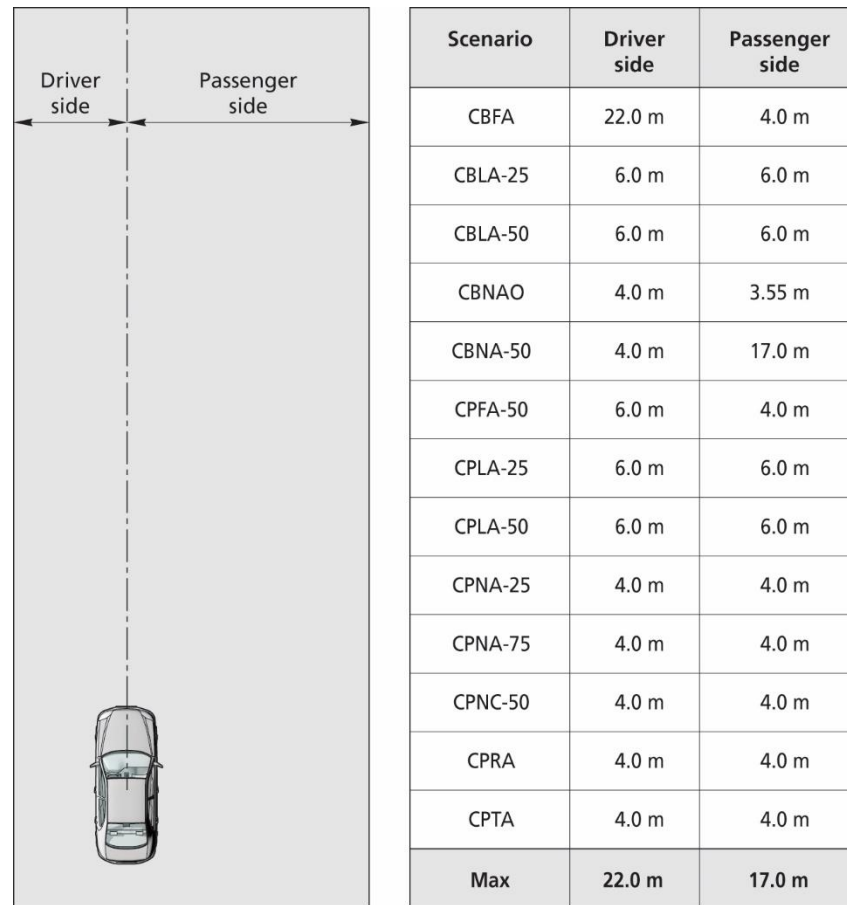 Driver
side
Passenger
side
Scenario Driver side Passenger side
CBFA 22.0 m 4.0 m
CBLA-25 6.0 m 6.0 m
CBLA-50 6.0 m 6.0 m
CBNAO 4.0 m 3.55 m
CBNA-50 4.0 m 17.0 m
CPFA-50 6.0 m 4.0 m
CPLA-25 6.0 m 6.0 m
CPLA-50 6.0 m 6.0 m
CPNA-25 4.0 m 4.0 m
CPNA-75 4.0 m 4.0 m
CPNC-50 4.0 m 4.0 m
CPRA 4.0 m 4.0 m
CPTA 4.0 m 4.0 m
Max 22.0 m 17.0 m